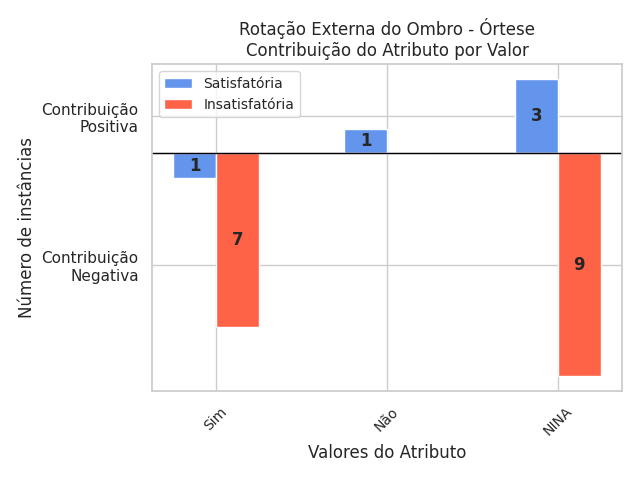 Rotação Externa do Ombro - Órtese
Contribuição do Atributo por Valor
Satisfatória
Insatisfatória
Contribuição
Positiva
Contribuição
Negativa
Número de instâncias
1
7
1
3
9
Sim
Não
NINA
Valores do Atributo